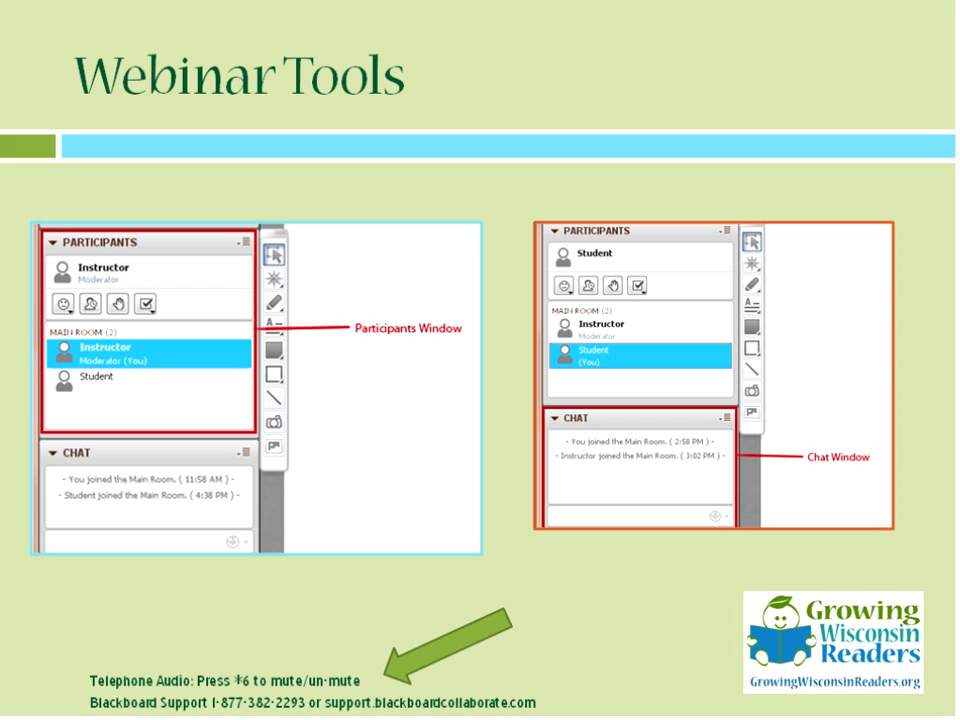 Webinar Tools
PARTICIPANTS
Instructor
Moderator
MAIN ROOM (2)
Instructor
Moderator (You)
Student
Participants Window
CHAT
- You joined the Main Room. ( 11:58 AM ) -
- Student joined the Main Room. ( 4:38 PM ) -
PARTICIPANTS
Student
MAIN ROOM (2)
Instructor
Moderator
Student
(You)
CHAT
- You joined the Main Room. ( 2:58 PM ) -
- Instructor joined the Main Room. ( 3:02 PM ) -
Chat Window
Telephone Audio: Press *6 to mute/un-mute
Blackboard Support 1-877-382-2293 or support.blackboardcollaborate.com
Growing
Wisconsin
Readers
GrowingWisconsinReaders.org